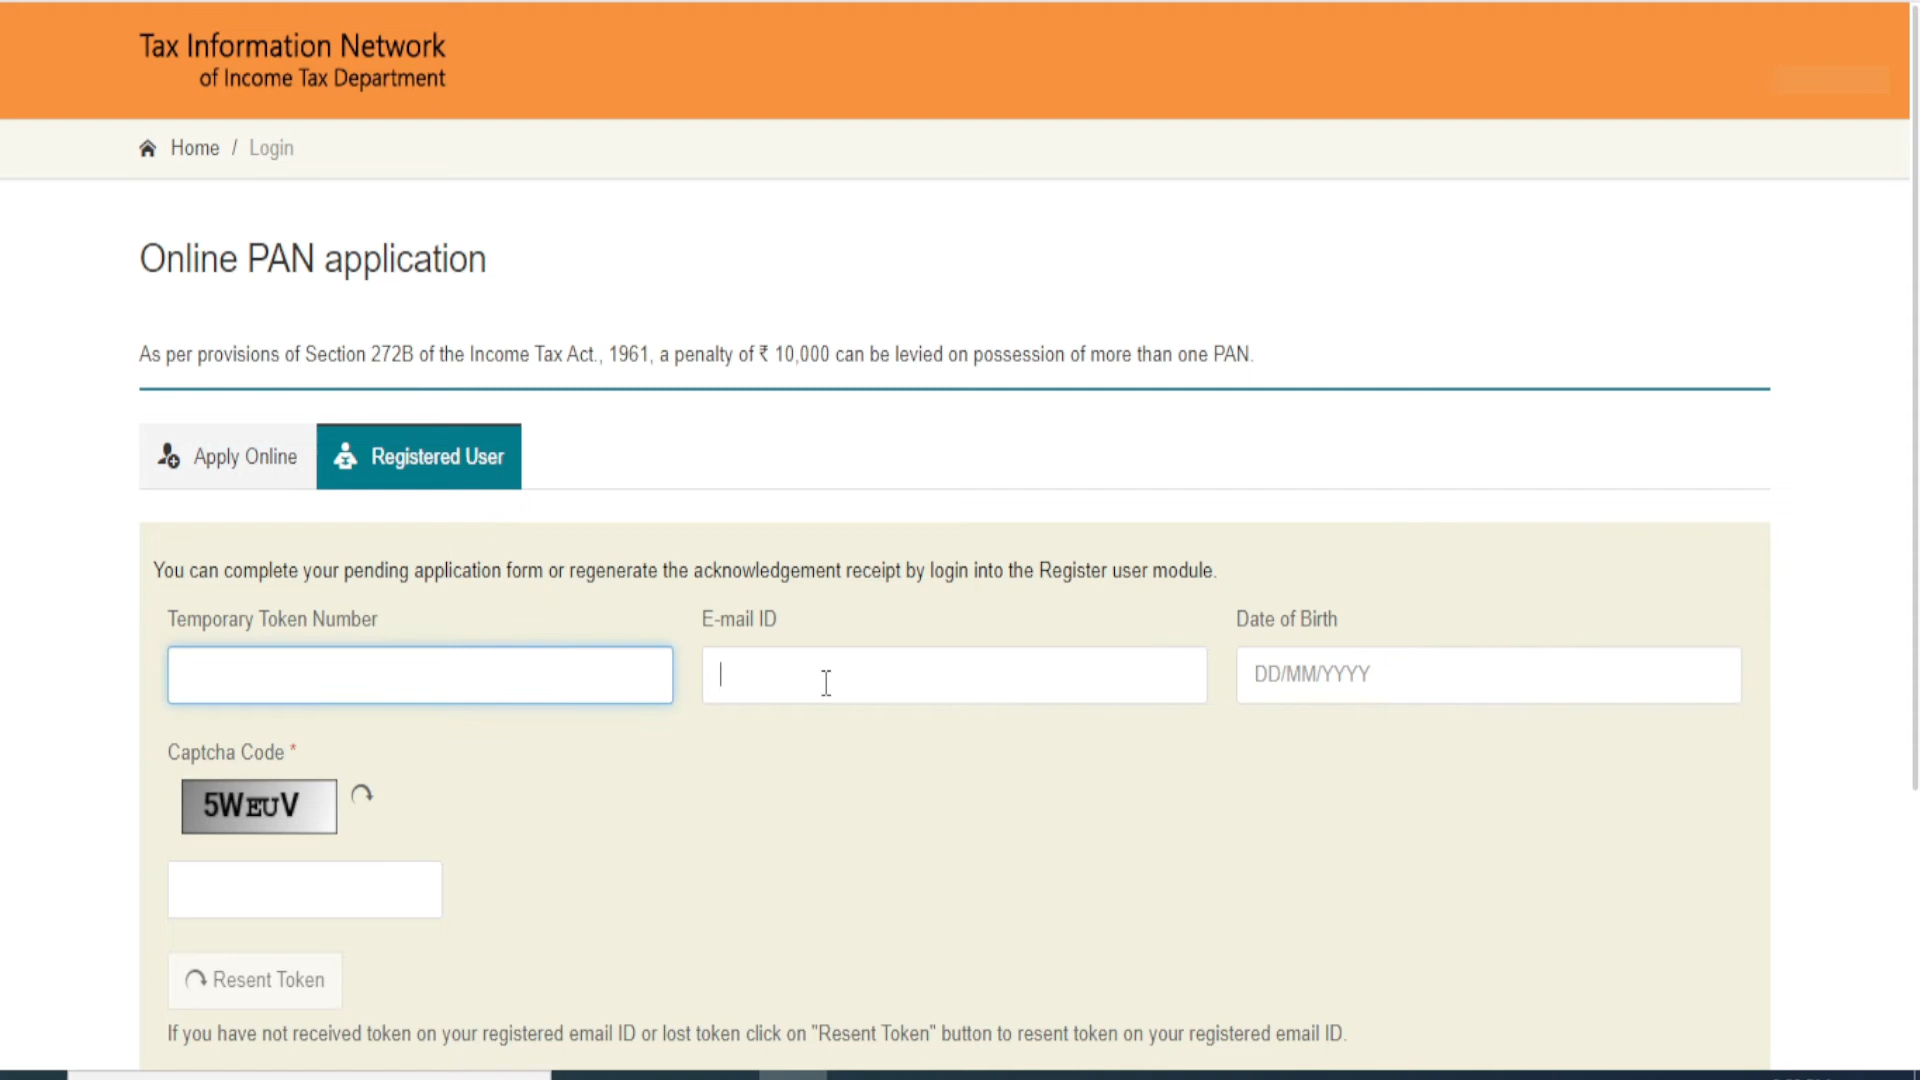 Tax Information Network
of Income Tax Department
Home / Login
Online PAN application
As per provisions of Section 272B of the Income Tax Act., 1961, a penalty of ₹ 10,000 can be levied on possession of more than one PAN.
Apply Online Registered User
You can complete your pending application form or regenerate the acknowledgement receipt by login into the Register user module.
Temporary Token Number E-mail ID Date of Birth
DD/MM/YYYY
Captcha Code *
5WEUV
Resent Token
If you have not received token on your registered email ID or lost token click on "Resent Token" button to resent token on your registered email ID.